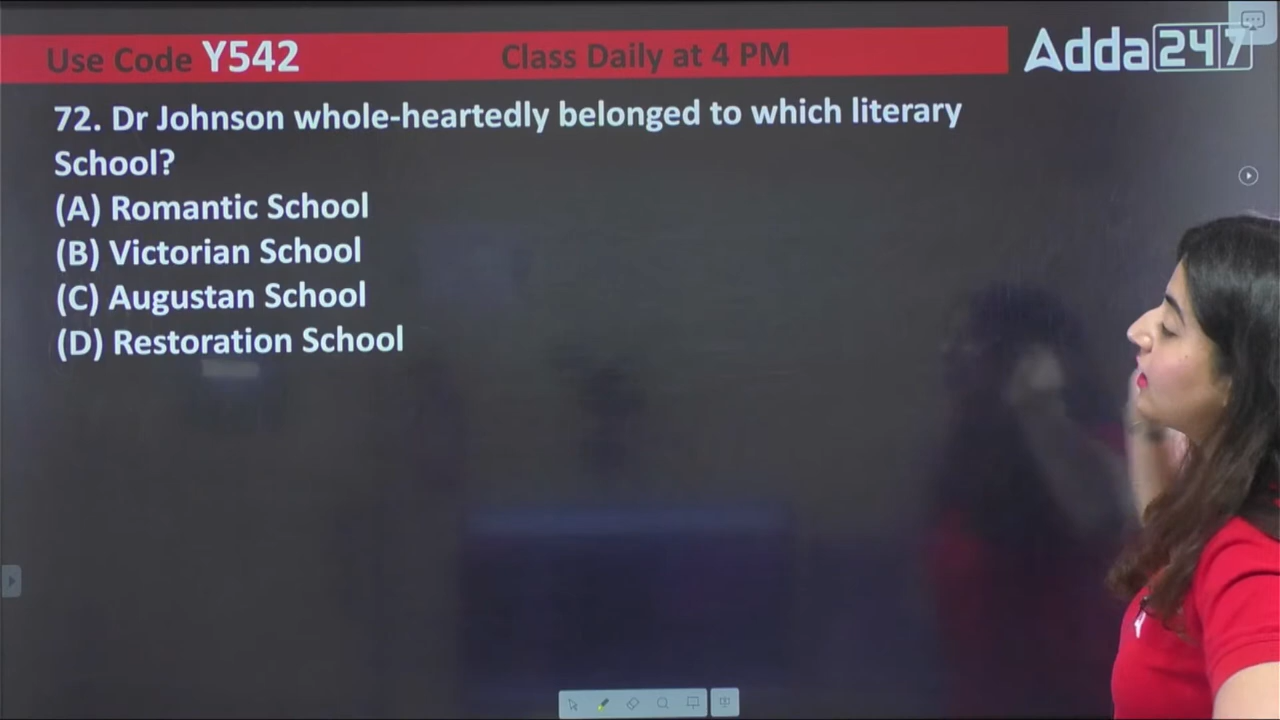 Use Code Y542 Class Daily at 4 PM Adda247
72. Dr Johnson whole-heartedly belonged to which literary
School?
(A) Romantic School
(B) Victorian School
(C) Augustan School
(D) Restoration School